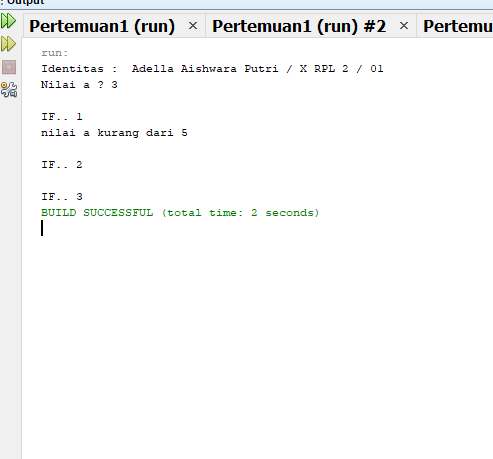 : Output
Pertemuan1 (run) × Pertemuan1 (run) #2 × Pertemu
run:
Identitas :  Adella Aishwara Putri / X RPL 2 / 01
Nilai a ? 3
IF.. 1
nilai a kurang dari 5
IF.. 2
IF.. 3
BUILD SUCCESSFUL (total time: 2 seconds)